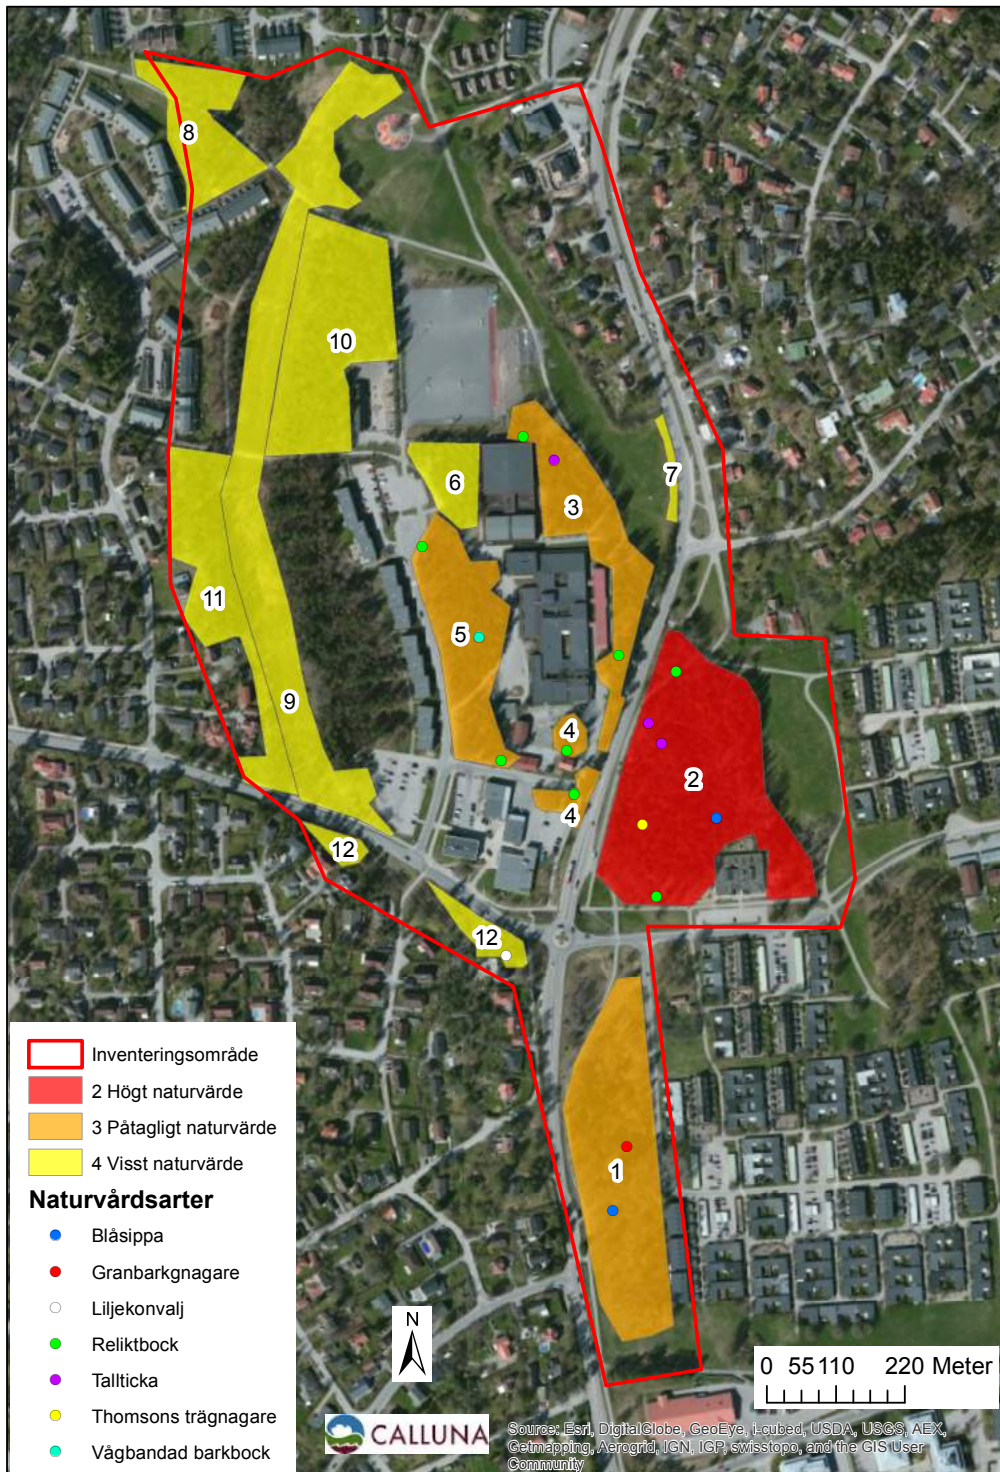 8
10
6
7
3
11
5
9
4
2
4
12
12
1
Inventeringsområde
2 Högt naturvärde
3 Påtagligt naturvärde
4 Visst naturvärde
Naturvårdsarter
Blåsippa
Granbarkgnagare
Liljekonvalj
Reliktbock
Tallticka
Thomsons trägnagare
Vågbandad barkbock
N
CALLUNA
0 55 110 220 Meter
Source: Esri, DigitalGlobe, GeoEye, i-cubed, USDA, USGS, AEX,
Getmapping, Aerogrid, IGN, IGP, swisstopo, and the GIS User
Community